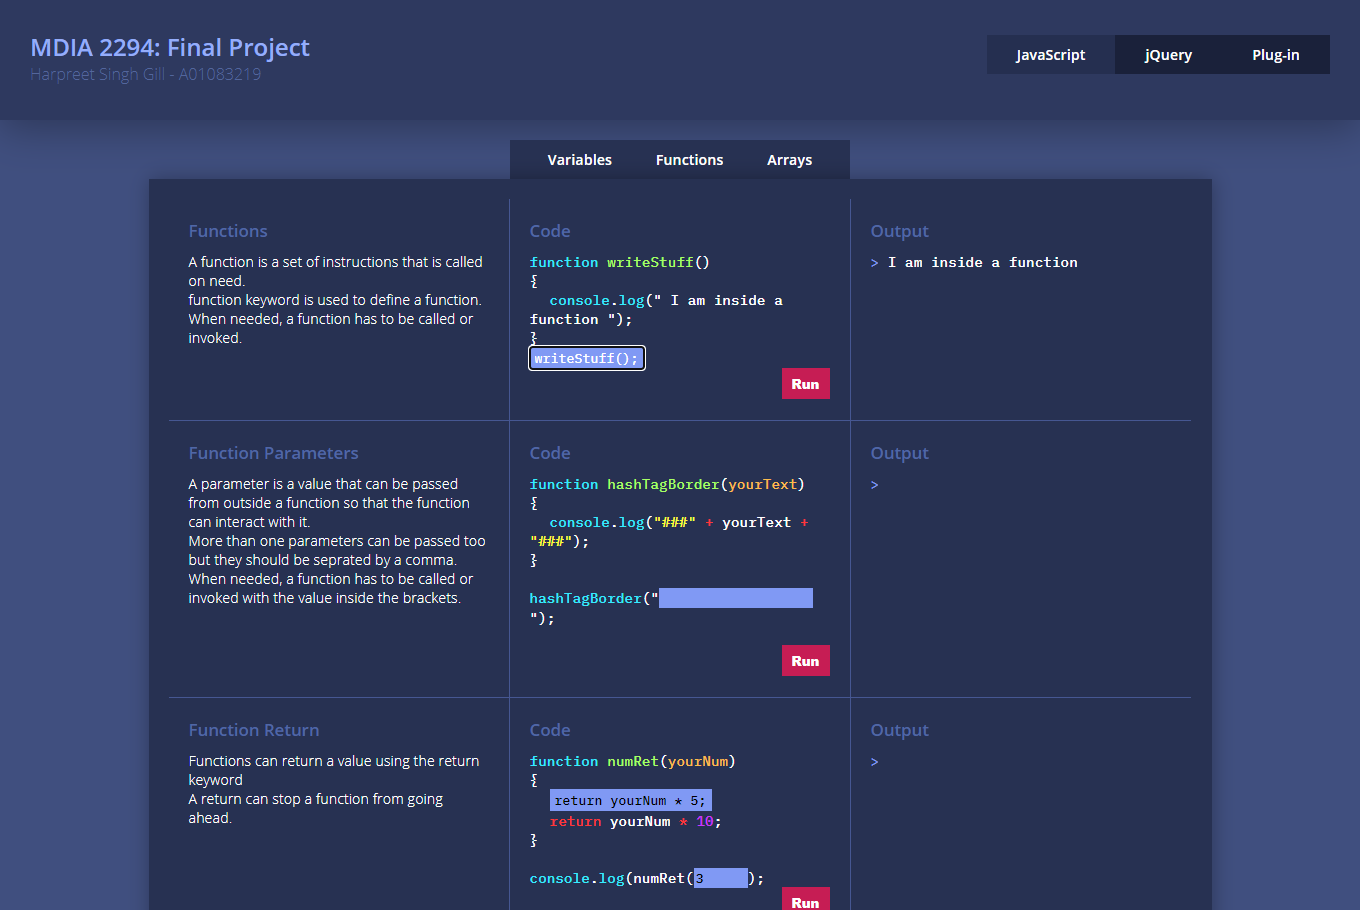 MDIA 2294: Final Project
Harpreet Singh Gill - A01083219
JavaScript
jQuery
Plug-in
Variables
Functions
Arrays
Functions
A function is a set of instructions that is called
on need.
function keyword is used to define a function.
When needed, a function has to be called or
invoked.
Code
function writeStuff()
{
console.log(" I am inside a
function ");
}
writeStuff();
Run
Output
> I am inside a function
Function Parameters
A parameter is a value that can be passed
from outside a function so that the function
can interact with it.
More than one parameters can be passed too
but they should be seprated by a comma.
When needed, a function has to be called or
invoked with the value inside the brackets.
Code
function hashTagBorder(yourText)
{
console.log("###" + yourText +
"###");
}
hashTagBorder("
");
Run
Output
>
Function Return
Functions can return a value using the return
keyword
A return can stop a function from going
ahead.
Code
function numRet(yourNum)
{
return yourNum * 5;
return yourNum * 10;
}
console.log(numRet(3);
Run
Output
>